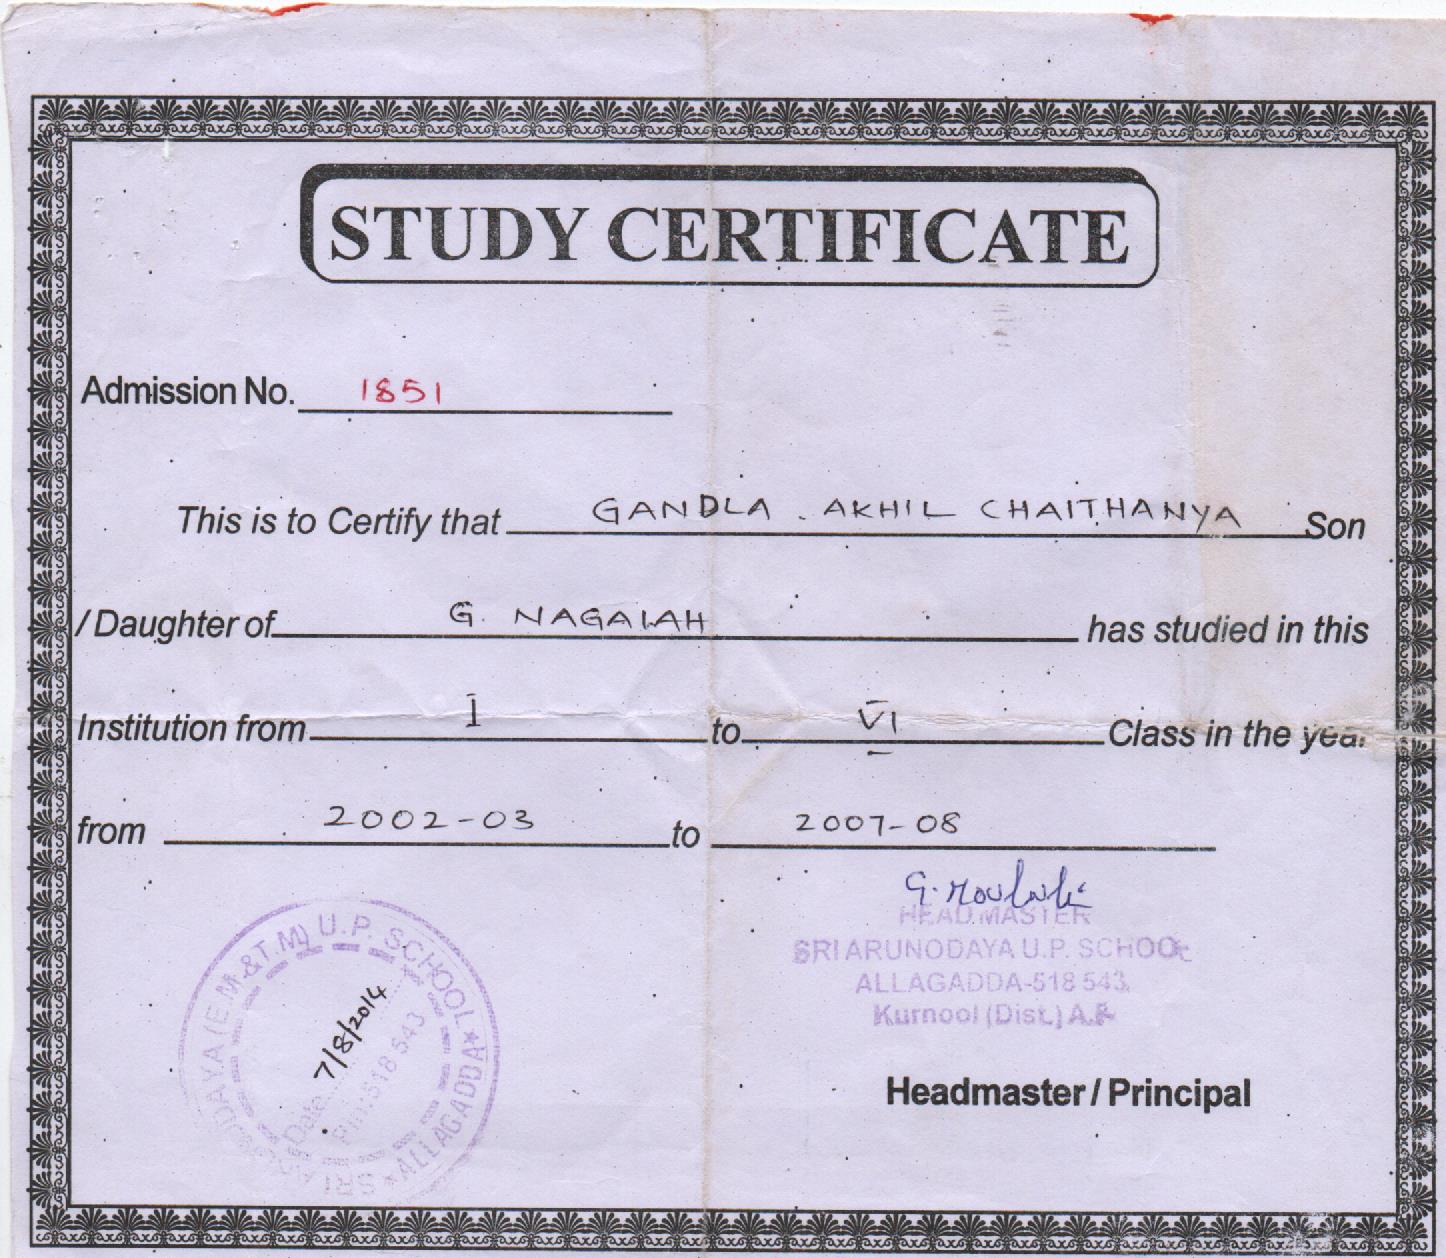 STUDY CERTIFICATE
Admission No. 1851
This is to Certify that GANDLA. AKHIL CHAITHANYA Son
/ Daughter of G. NAGAIAH has studied in this
Institution from I to VI Class in the year
from 2002-03 to 2007-08
HEAD MASTER
SRI ARUNODAYA U.P. SCHOOL
ALLAGADDA-518 543.
Kurnool (Dist.) A.P.
Headmaster / Principal
SRI ARUNODAYA (E.M.&T.M) U.P. SCHOOL
★ ALLAGADDA ★
Date: 7/8/2014
Pin: 518 543